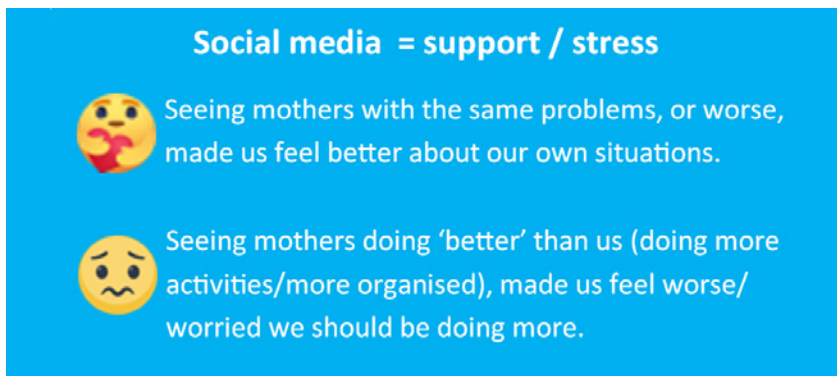 Social media = support / stress
Seeing mothers with the same problems, or worse,
made us feel better about our own situations.
Seeing mothers doing ‘better’ than us (doing more
activities/more organised), made us feel worse/
worried we should be doing more.